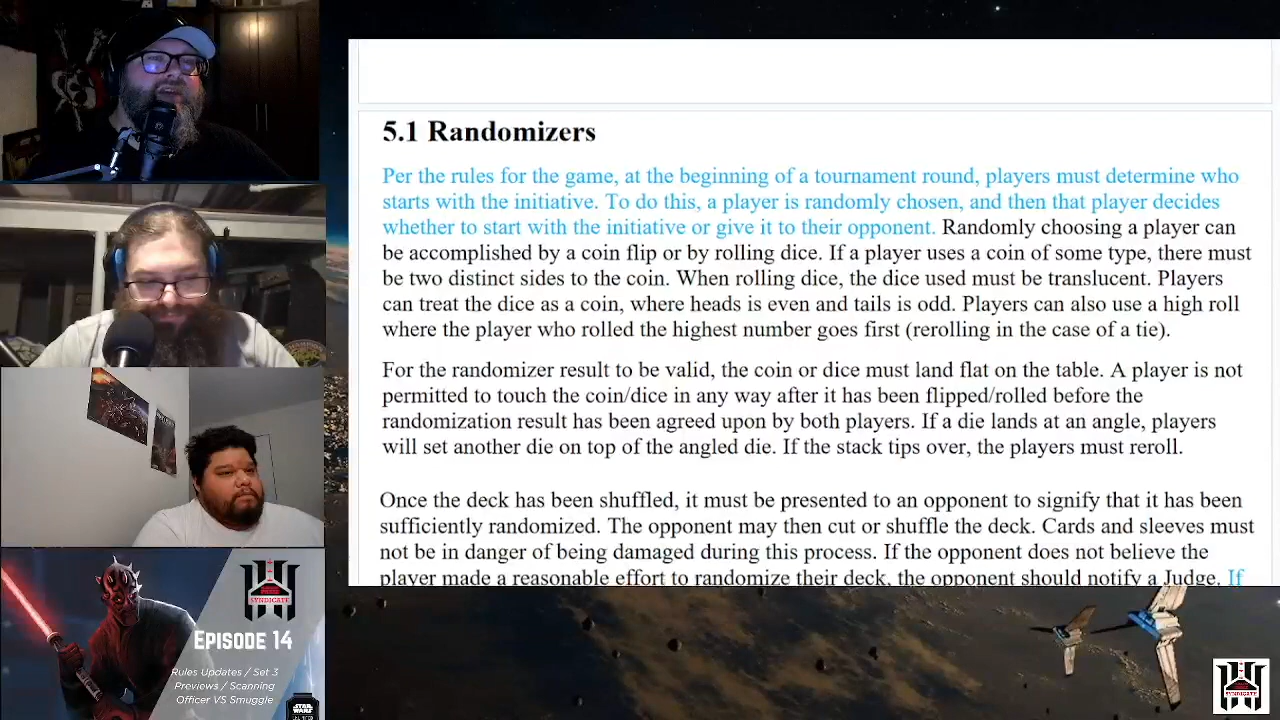 5.1 Randomizers
Per the rules for the game, at the beginning of a tournament round, players must determine who
starts with the initiative. To do this, a player is randomly chosen, and then that player decides
whether to start with the initiative or give it to their opponent. Randomly choosing a player can
be accomplished by a coin flip or by rolling dice. If a player uses a coin of some type, there must
be two distinct sides to the coin. When rolling dice, the dice used must be translucent. Players
can treat the dice as a coin, where heads is even and tails is odd. Players can also use a high roll
where the player who rolled the highest number goes first (rerolling in the case of a tie).
For the randomizer result to be valid, the coin or dice must land flat on the table. A player is not
permitted to touch the coin/dice in any way after it has been flipped/rolled before the
randomization result has been agreed upon by both players. If a die lands at an angle, players
will set another die on top of the angled die. If the stack tips over, the players must reroll.
Once the deck has been shuffled, it must be presented to an opponent to signify that it has been
sufficiently randomized. The opponent may then cut or shuffle the deck. Cards and sleeves must
not be in danger of being damaged during this process. If the opponent does not believe the
player made a reasonable effort to randomize their deck, the opponent should notify a Judge. If
SYNDICATE
EPISODE 14
Rules Updates / Set 3
Previews / Scanning
Officer VS Smuggle
STAR
WARS